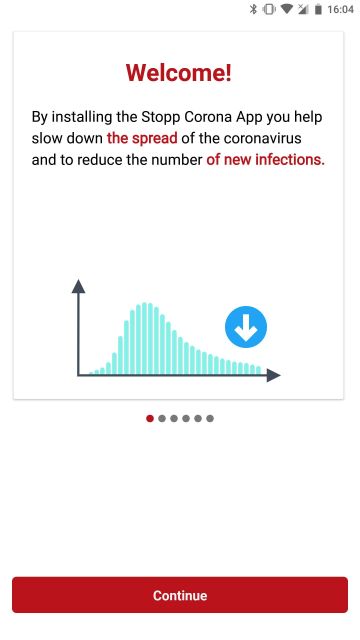 16:04
Welcome!
By installing the Stopp Corona App you help
slow down the spread of the coronavirus
and to reduce the number of new infections.
Continue